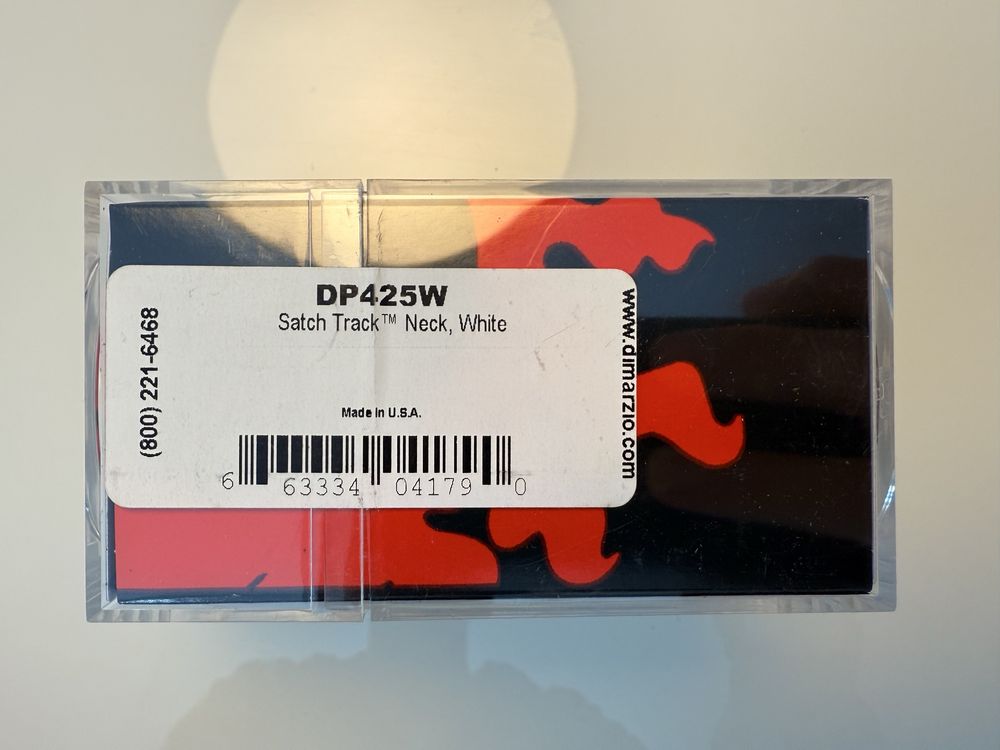 DP425W
Satch Track™ Neck, White
(800) 221-6468
www.dimarzio.com
Made in U.S.A.
6 63334 04179 0